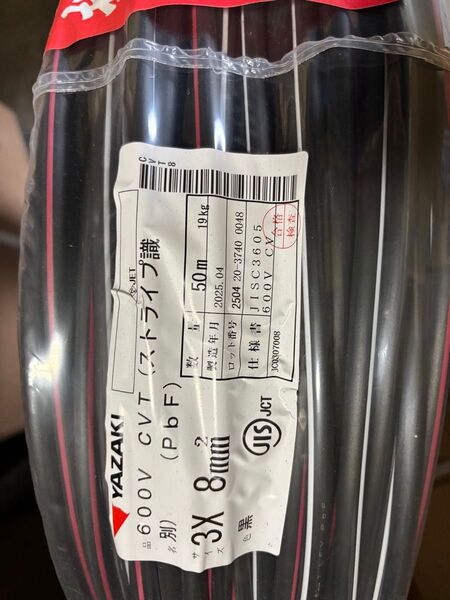 CVT8
JET
YAZAKI
品名 600V CVT (ストライプ識
別) (PbF)
サイズ 3X 8mm²
色 黒
数量 50m 19kg
製造年月 2025.04
ロット番号 2504 20-3740 0048
仕様書 JISC3605
600V CV
合格
検査
JC0307008
JIS JCT